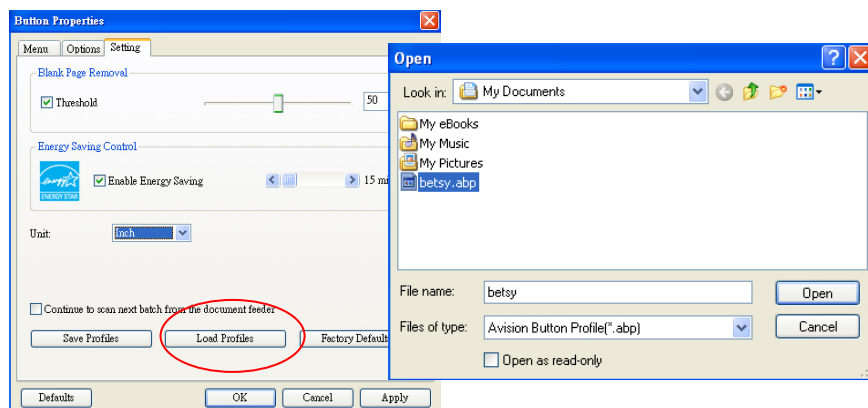 Button Properties
Menu Options Setting
Blank Page Removal
Threshold 50
Energy Saving Control
ENERGY STAR
Enable Energy Saving 15 mi
Unit: Inch
Continue to scan next batch from the document feeder
Save Profiles Load Profiles Factory Default
Defaults OK Cancel Apply
Open
Look in: My Documents
My eBooks
My Music
My Pictures
betsy.abp
File name: betsy Open
Files of type: Avision Button Profile(*.abp) Cancel
Open as read-only